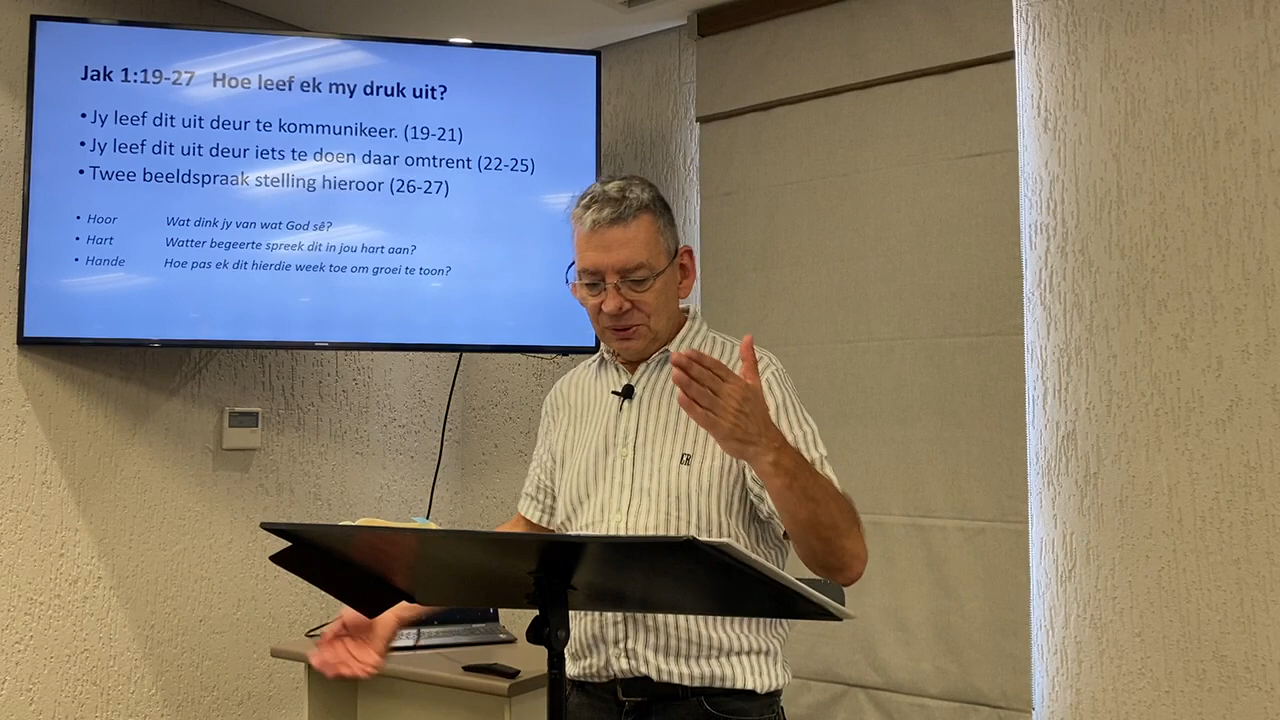 Jak 1:19-27 Hoe leef ek my druk uit?
• Jy leef dit uit deur te kommunikeer. (19-21)
• Jy leef dit uit deur iets te doen daar omtrent (22-25)
• Twee beeldspraak stelling hieroor (26-27)
• Hoor Wat dink jy van wat God sê?
• Hart Watter begeerte spreek dit in jou hart aan?
• Hande Hoe pas ek dit hierdie week toe om groei te toon?
CR